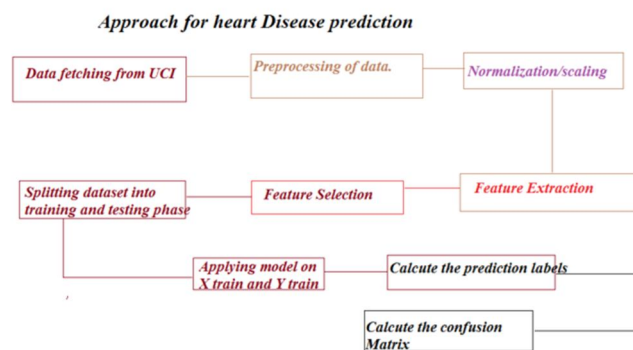 Approach for heart Disease prediction
Data fetching from UCI
Preprocessing of data.
Normalization/scaling
Splitting dataset into
training and testing phase
Feature Selection
Feature Extraction
Applying model on
X train and Y train
Calcute the prediction labels
Calcute the confusion
Matrix